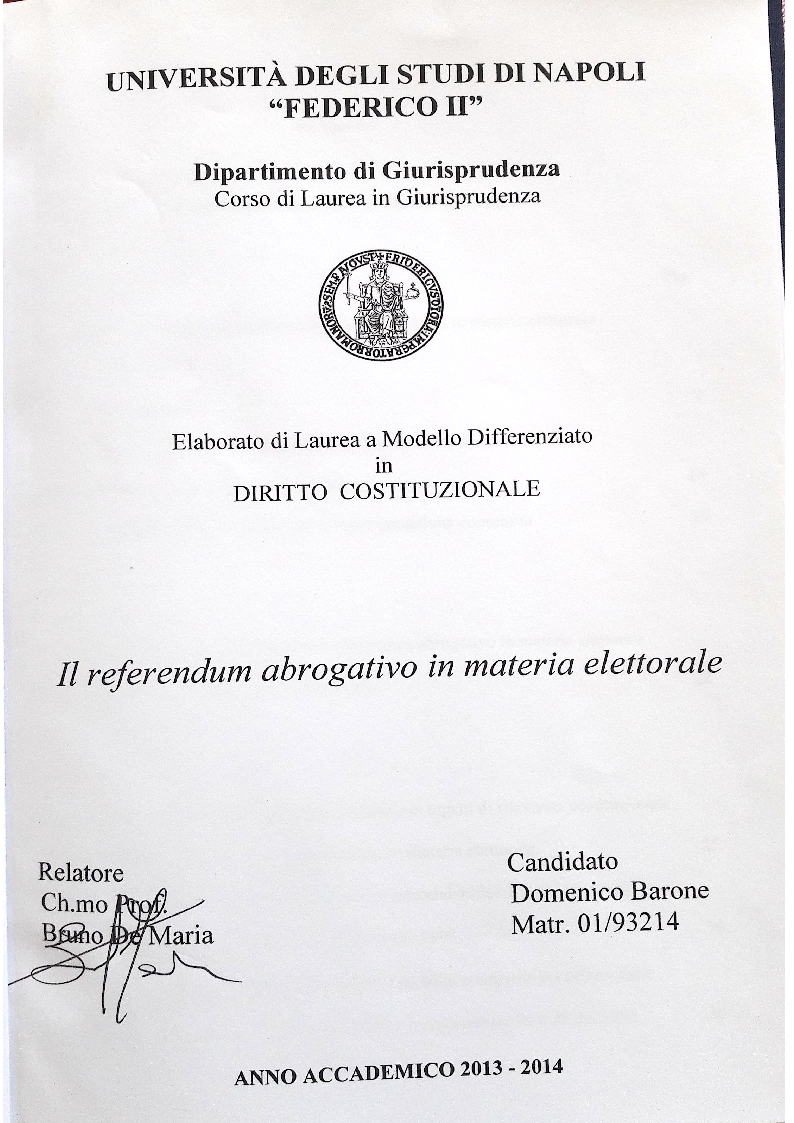 UNIVERSITÀ DEGLI STUDI DI NAPOLI
“FEDERICO II”
Dipartimento di Giurisprudenza
Corso di Laurea in Giurisprudenza
Elaborato di Laurea a Modello Differenziato
in
DIRITTO COSTITUZIONALE
Il referendum abrogativo in materia elettorale
Relatore
Ch.mo Prof.
Bruno De Maria
Candidato
Domenico Barone
Matr. 01/93214
ANNO ACCADEMICO 2013 - 2014